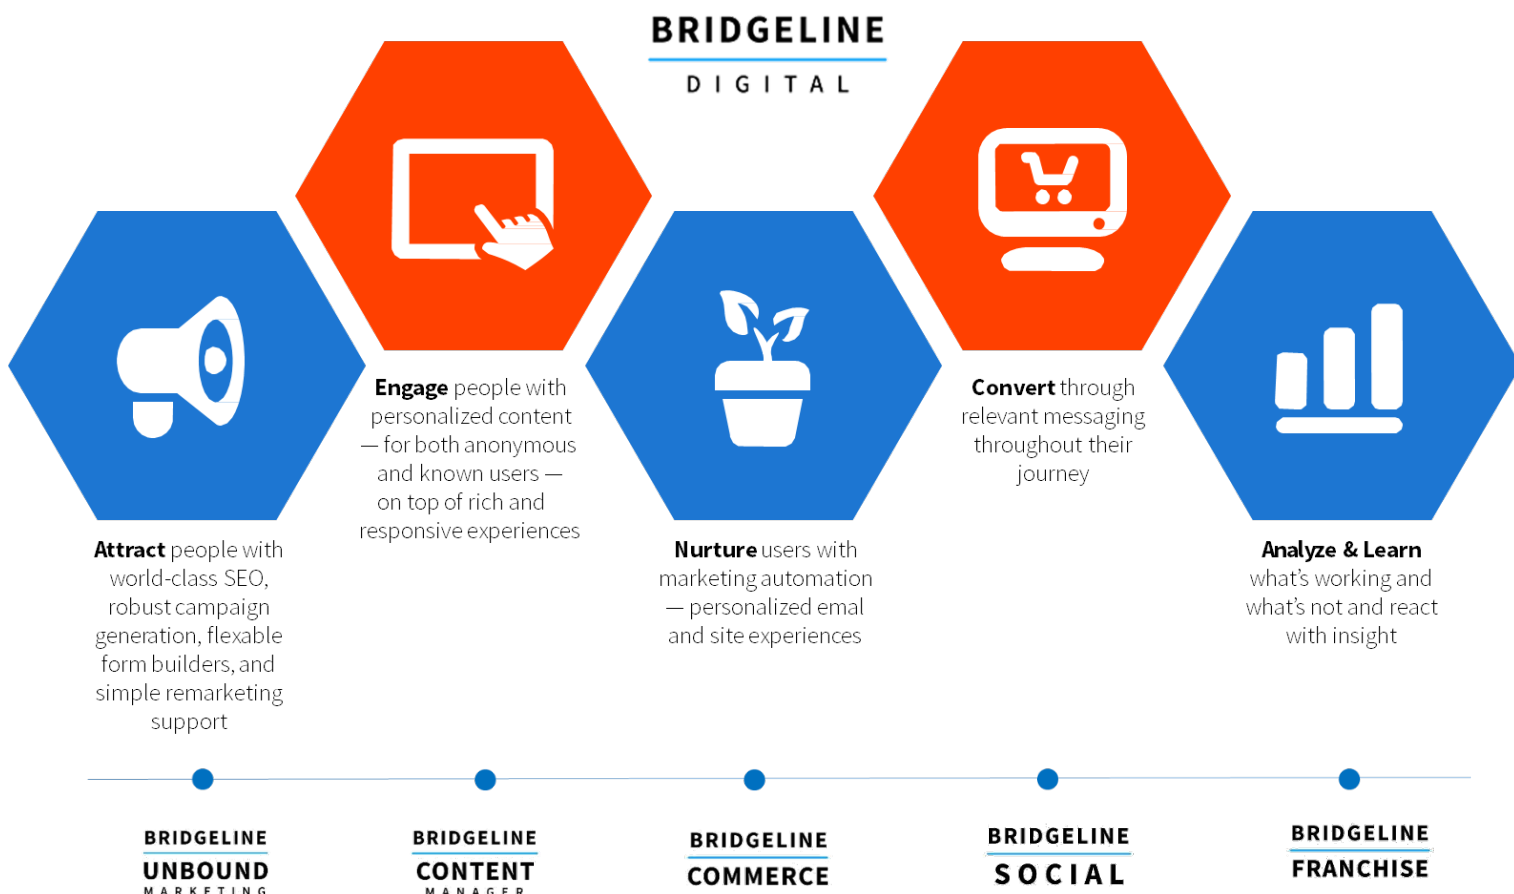 BRIDGELINE
DIGITAL
Engage people with
personalized content
— for both anonymous
and known users —
on top of rich and
responsive experiences
Convert through
relevant messaging
throughout their
journey
Attract people with
world-class SEO,
robust campaign
generation, flexable
form builders, and
simple remarketing
support
Nurture users with
marketing automation
— personalized emal
and site experiences
Analyze & Learn
what's working and
what's not and react
with insight
BRIDGELINE
UNBOUND
MARKETING
BRIDGELINE
CONTENT
MANAGER
BRIDGELINE
COMMERCE
BRIDGELINE
SOCIAL
BRIDGELINE
FRANCHISE